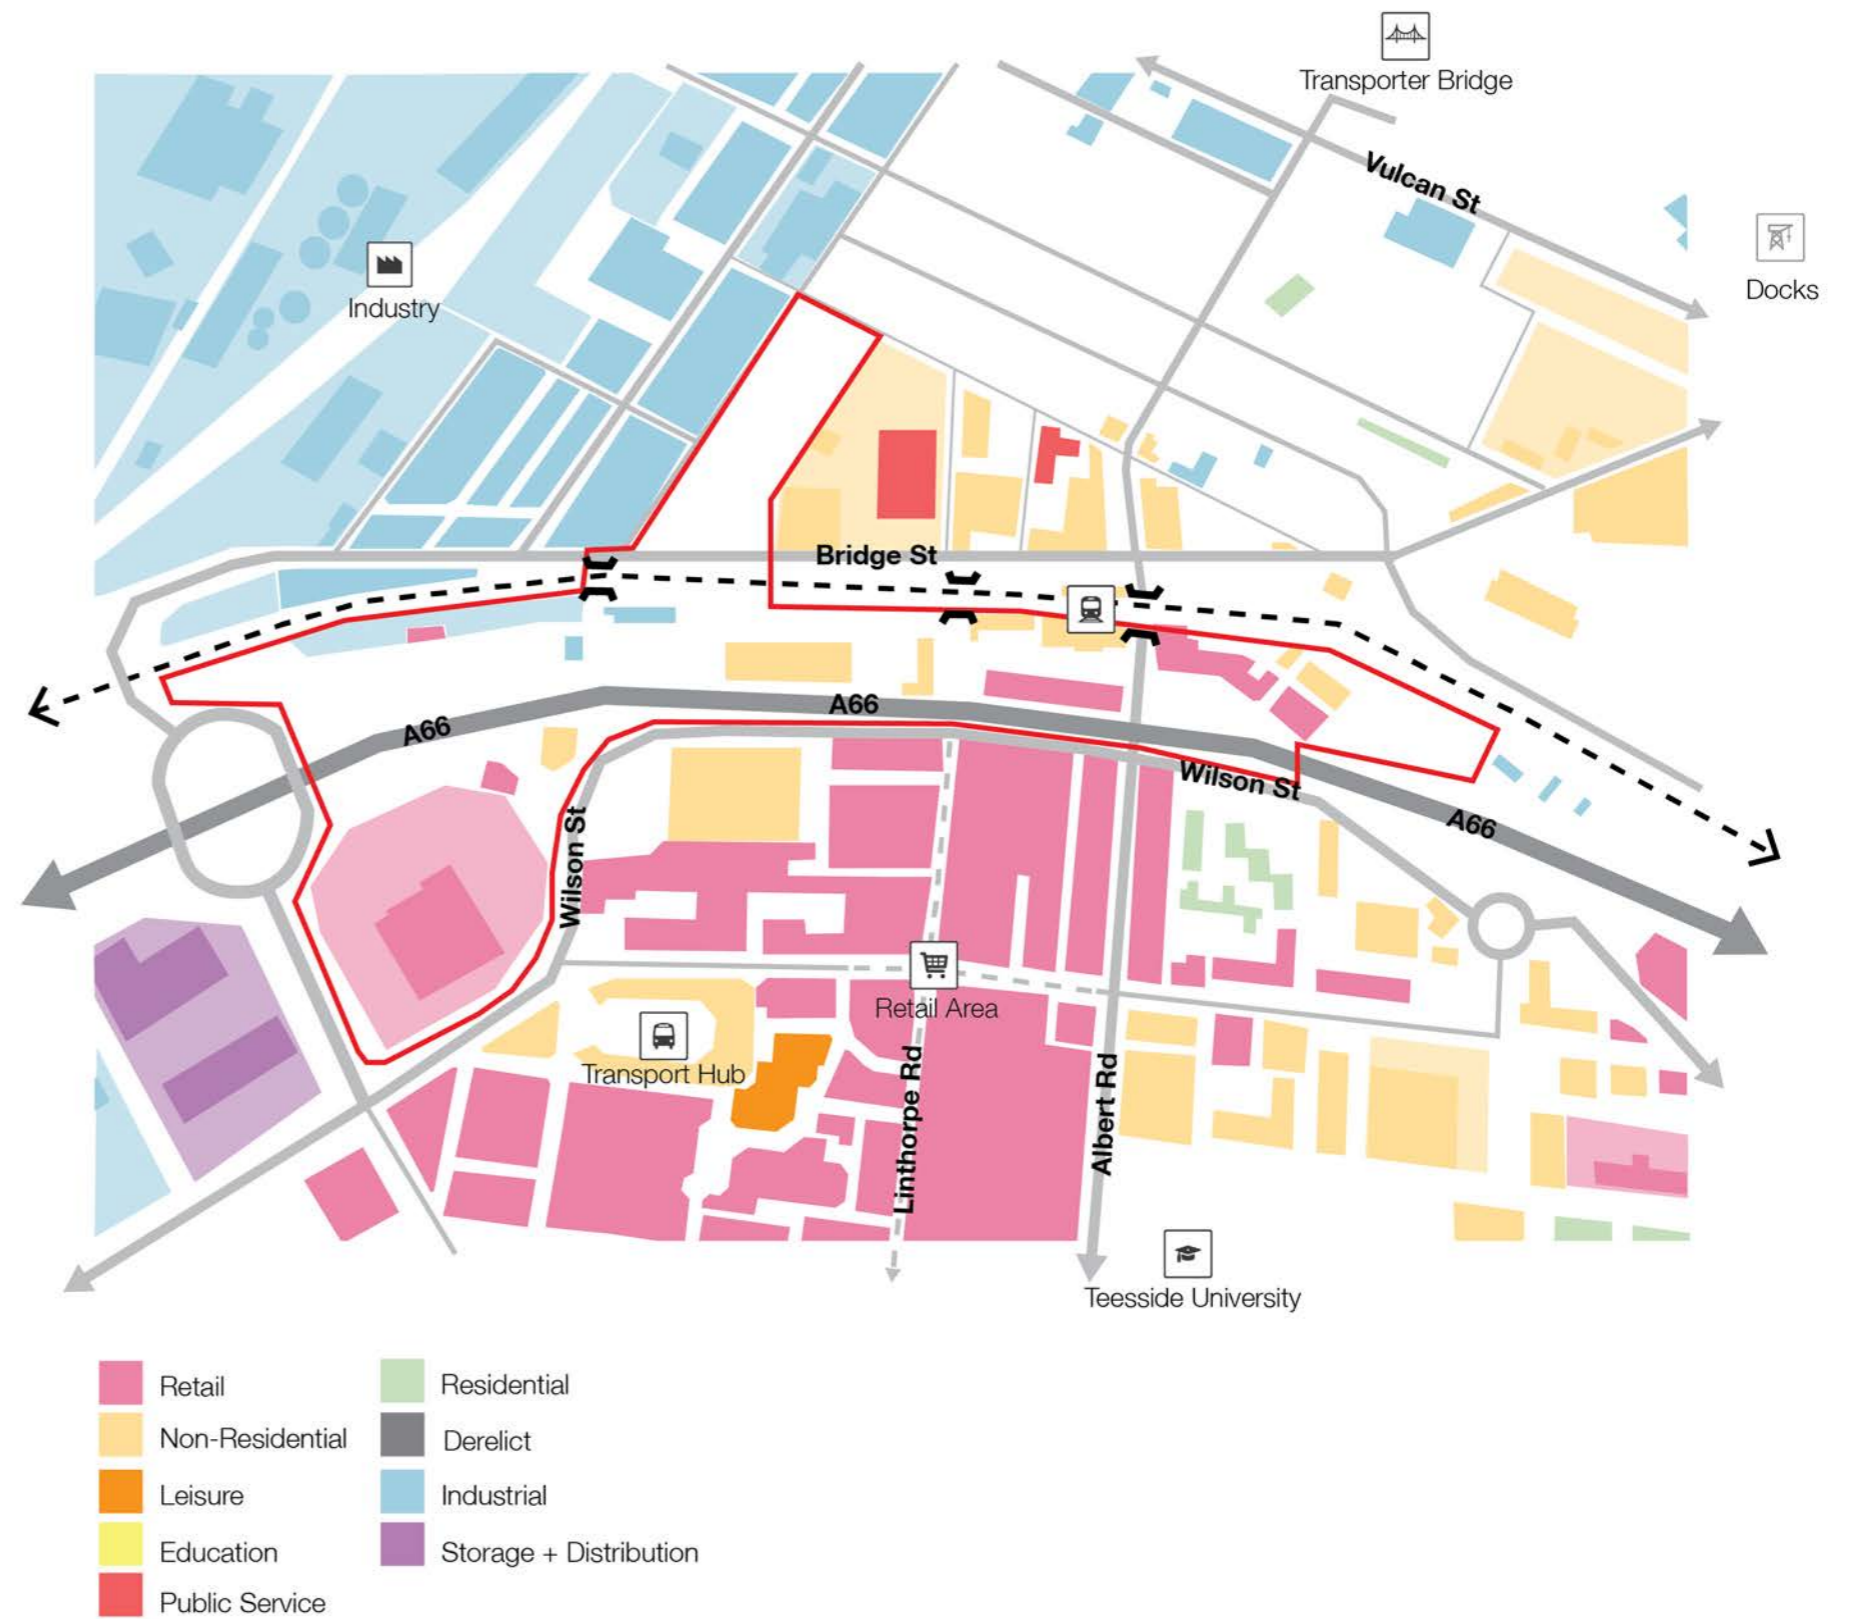 Transporter Bridge
Vulcan St
Docks
Industry
Bridge St
A66
A66
Wilson St
A66
Wilson St
Retail Area
Transport Hub
Linthorpe Rd
Albert Rd
Teesside University
Retail
Residential
Non-Residential
Derelict
Leisure
Industrial
Education
Storage + Distribution
Public Service